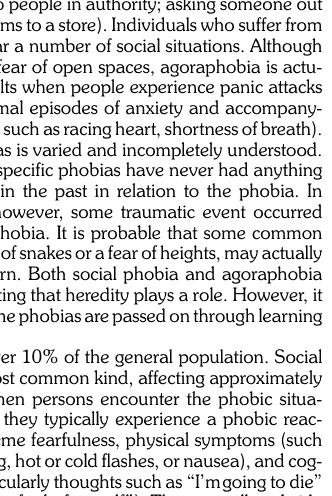 people in authority; asking someone out
ms to a store). Individuals who suffer from
a number of social situations. Although
fear of open spaces, agoraphobia is actu-
lts when people experience panic attacks
mal episodes of anxiety and accompany-
such as racing heart, shortness of breath).
as is varied and incompletely understood.
specific phobias have never had anything
in the past in relation to the phobia. In
however, some traumatic event occurred
hobia. It is probable that some common
of snakes or a fear of heights, may actually
rn. Both social phobia and agoraphobia
ting that heredity plays a role. However, it
he phobias are passed on through learning
er 10% of the general population. Social
ost common kind, affecting approximately
hen persons encounter the phobic situa-
they typically experience a phobic reac-
eme fearfulness, physical symptoms (such
g, hot or cold flashes, or nausea), and cog-
cularly thoughts such as “I’m going to die”